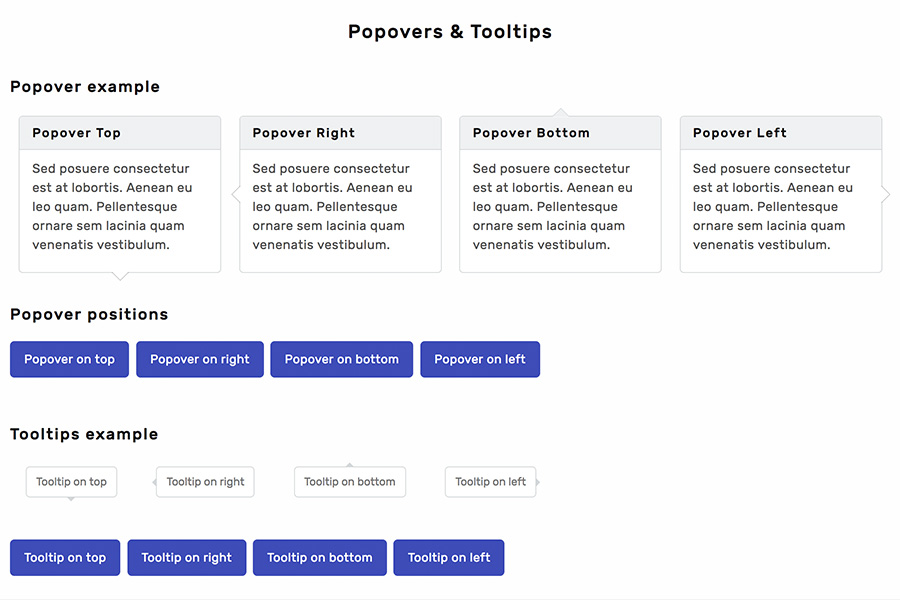 Popovers & Tooltips
Popover example
Popover Top
Sed posuere consectetur
est at lobortis. Aenean eu
leo quam. Pellentesque
ornare sem lacinia quam
venenatis vestibulum.
Popover Right
Sed posuere consectetur
est at lobortis. Aenean eu
leo quam. Pellentesque
ornare sem lacinia quam
venenatis vestibulum.
Popover Bottom
Sed posuere consectetur
est at lobortis. Aenean eu
leo quam. Pellentesque
ornare sem lacinia quam
venenatis vestibulum.
Popover Left
Sed posuere consectetur
est at lobortis. Aenean eu
leo quam. Pellentesque
ornare sem lacinia quam
venenatis vestibulum.
Popover positions
Popover on top
Popover on right
Popover on bottom
Popover on left
Tooltips example
Tooltip on top
Tooltip on right
Tooltip on bottom
Tooltip on left
Tooltip on top
Tooltip on right
Tooltip on bottom
Tooltip on left